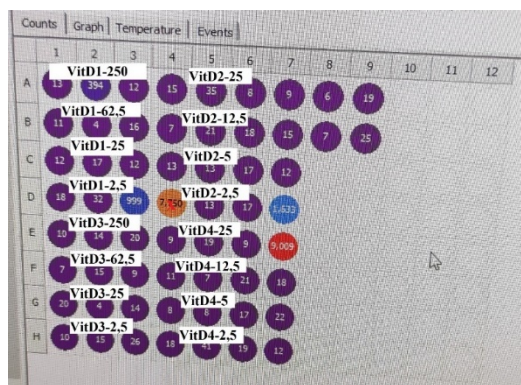 Counts Graph Temperature Events
1 2 3 4 5 6 7 8 9 10 11 12
VitD1-250 VitD2-25
A 13 394 12 15 35 8 9 6 19
VitD1-62,5 VitD2-12,5
B 11 4 16 7 21 18 15 7 25
VitD1-25 VitD2-5
C 12 17 12 13 13 17 12
VitD1-2,5 VitD2-2,5
D 18 32 999 7,750 13 17 1,633
VitD3-250 VitD4-25
E 10 14 20 9 19 9 9,009
VitD3-62,5 VitD4-12,5
F 7 15 9 11 7 21 18
VitD3-25 VitD4-5
G 20 4 14 8 8 17 22
VitD3-2,5 VitD4-2,5
H 10 15 26 18 41 19 12